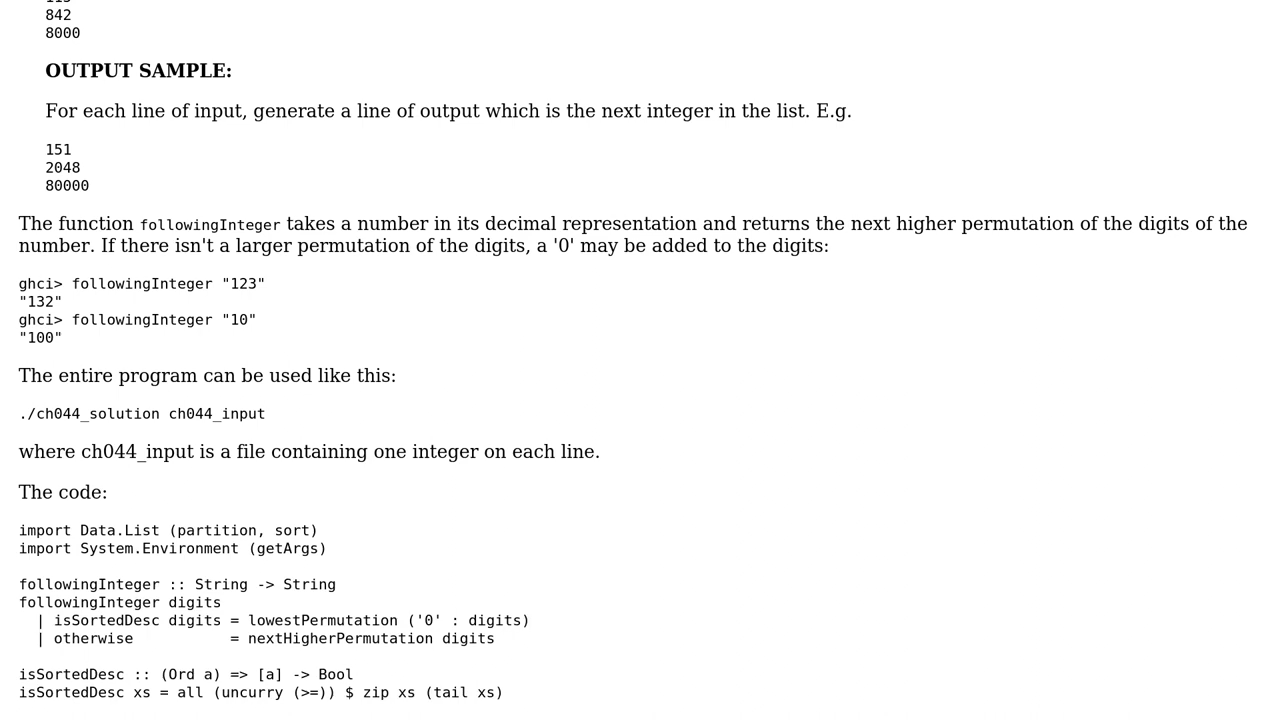 842
8000
OUTPUT SAMPLE:
For each line of input, generate a line of output which is the next integer in the list. E.g.
151
2048
80000
The function followingInteger takes a number in its decimal representation and returns the next higher permutation of the digits of the
number. If there isn't a larger permutation of the digits, a '0' may be added to the digits:
ghci> followingInteger "123"
"132"
ghci> followingInteger "10"
"100"
The entire program can be used like this:
./ch044_solution ch044_input
where ch044_input is a file containing one integer on each line.
The code:
import Data.List (partition, sort)
import System.Environment (getArgs)
followingInteger :: String -> String
followingInteger digits
  | isSortedDesc digits = lowestPermutation ('0' : digits)
  | otherwise           = nextHigherPermutation digits
isSortedDesc :: (Ord a) => [a] -> Bool
isSortedDesc xs = all (uncurry (>=)) $ zip xs (tail xs)